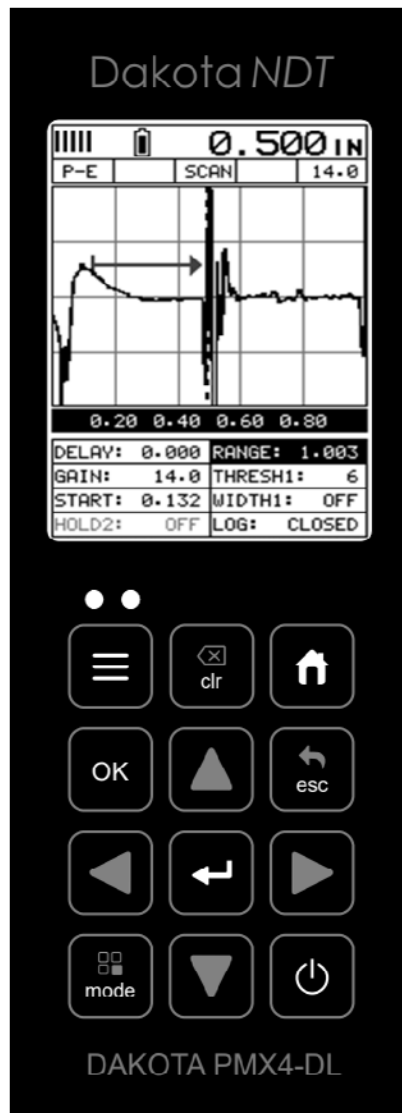 Dakota NDT
0.500 IN
P-E SCAN 14.0
0.20 0.40 0.60 0.80
DELAY: 0.000 RANGE: 1.003
GAIN: 14.0 THRESH1: 6
START: 0.132 WIDTH1: OFF
HOLD2: OFF LOG: CLOSED
clr
OK
esc
mode
DAKOTA PMX4-DL